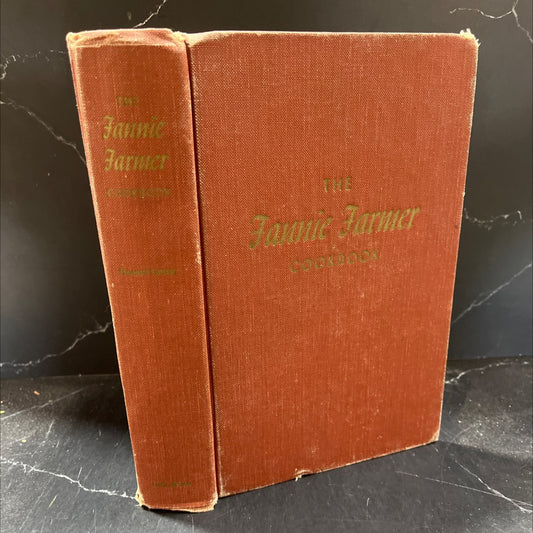 THE
Fannie
Farmer
COOKBOOK
THE
Fannie Farmer
COOKBOOK